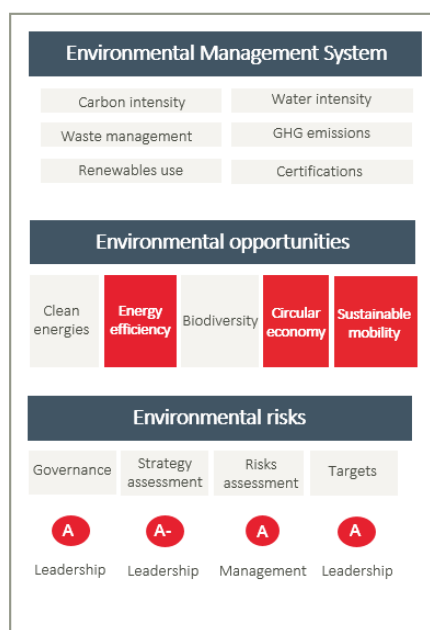 Environmental Management System
Carbon intensity
Water intensity
Waste management
GHG emissions
Renewables use
Certifications
Environmental opportunities
Clean
energies
Energy
efficiency
Biodiversity
Circular
economy
Sustainable
mobility
Environmental risks
Governance
Strategy
assessment
Risks
assessment
Targets
A
A-
A
A
Leadership
Leadership
Management
Leadership